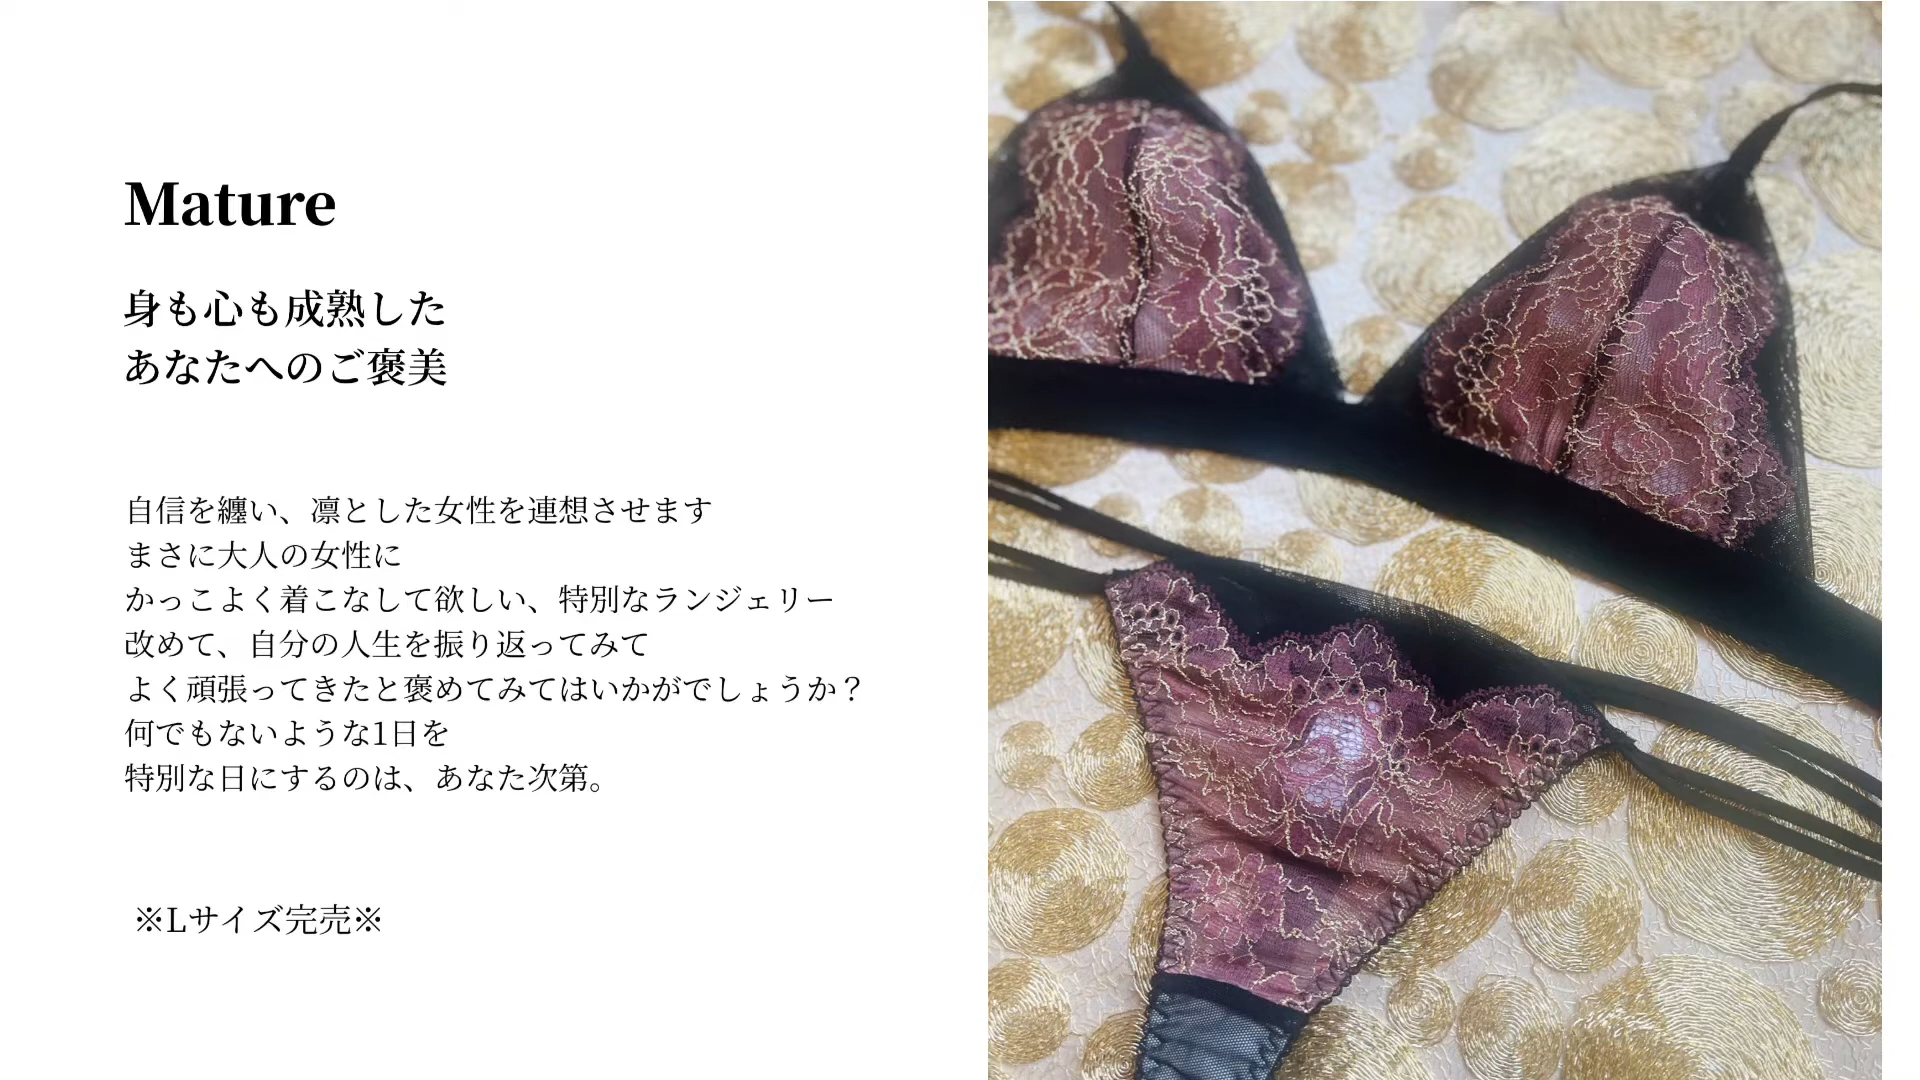 Mature
身も心も成熟した
あなたへのご褒美
自信を纏い、凛とした女性を連想させます
まさに大人の女性に
かっこよく着こなして欲しい、特別なランジェリー
改めて、自分の人生を振り返ってみて
よく頑張ってきたと褒めてみてはいかがでしょうか？
何でもないような1日を
特別な日にするのは、あなた次第。
※Lサイズ完売※